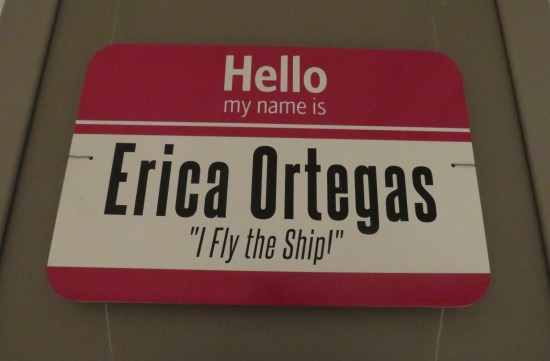 Hello
my name is
Erica Ortegas
"I Fly the Ship!"